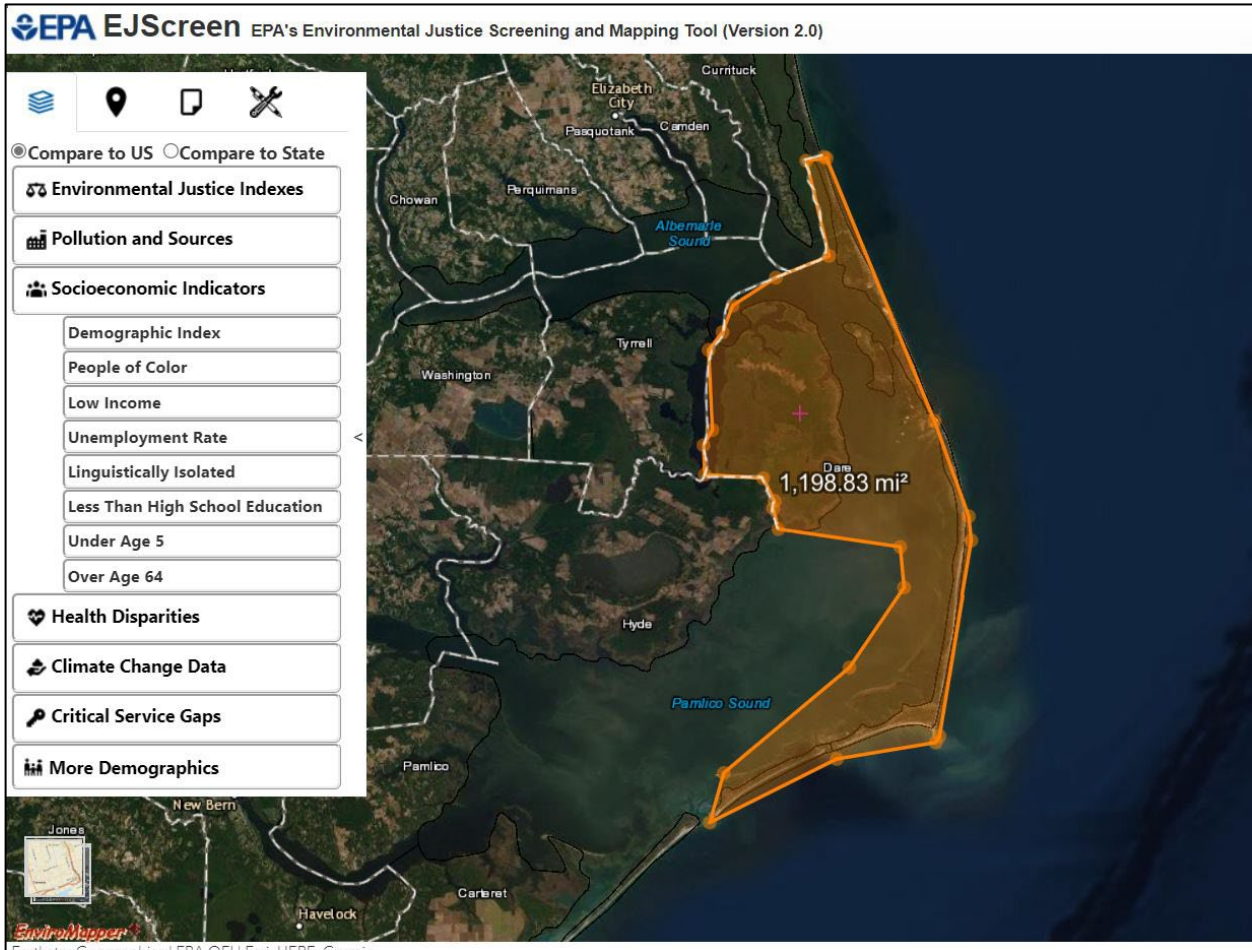 EPA EJScreen EPA's Environmental Justice Screening and Mapping Tool (Version 2.0)
Compare to US Compare to State
Environmental Justice Indexes
Pollution and Sources
Socioeconomic Indicators
Demographic Index
People of Color
Low Income
Unemployment Rate
Linguistically Isolated
Less Than High School Education
Under Age 5
Over Age 64
Health Disparities
Climate Change Data
Critical Service Gaps
More Demographics
<
Currituck
Elizabeth
City
Pasquotank
Camden
Perquimans
Chowan
Albemarle
Sound
Tyrrell
Washington
Dare
1,198.83 mi²
Hyde
Pamlico Sound
Pamlico
New Bern
Jones
Carteret
Havelock
EnviroMapper